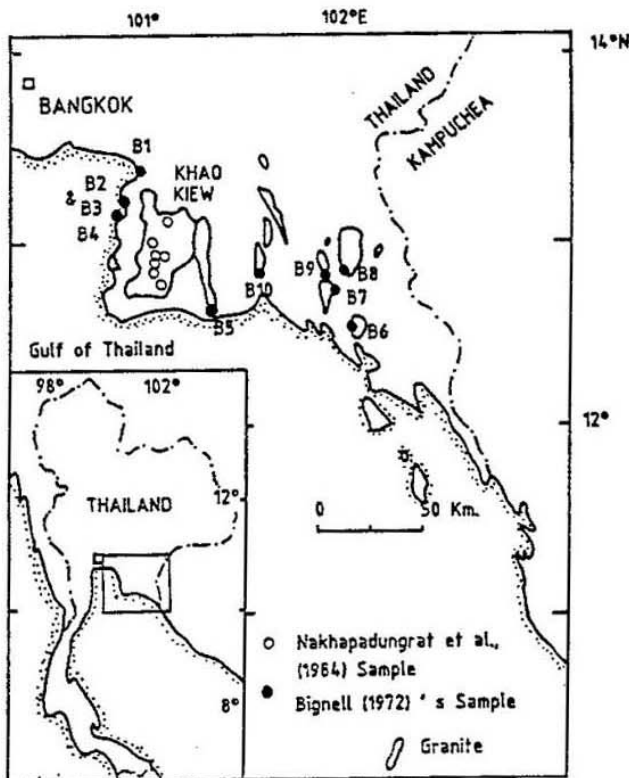 101° 102°E
14°N
BANGKOK
THAILAND
KAMPUCHEA
B1
KHAO
KIEW
B2
& B3
B4
B9
B8
B10
B7
B5
B6
Gulf of Thailand
98° 102°
12°
THAILAND
12°
0 50 Km.
8°
Nakhapadungrat et al.,
(1984) Sample
Bignell (1972) ' s Sample
Granite